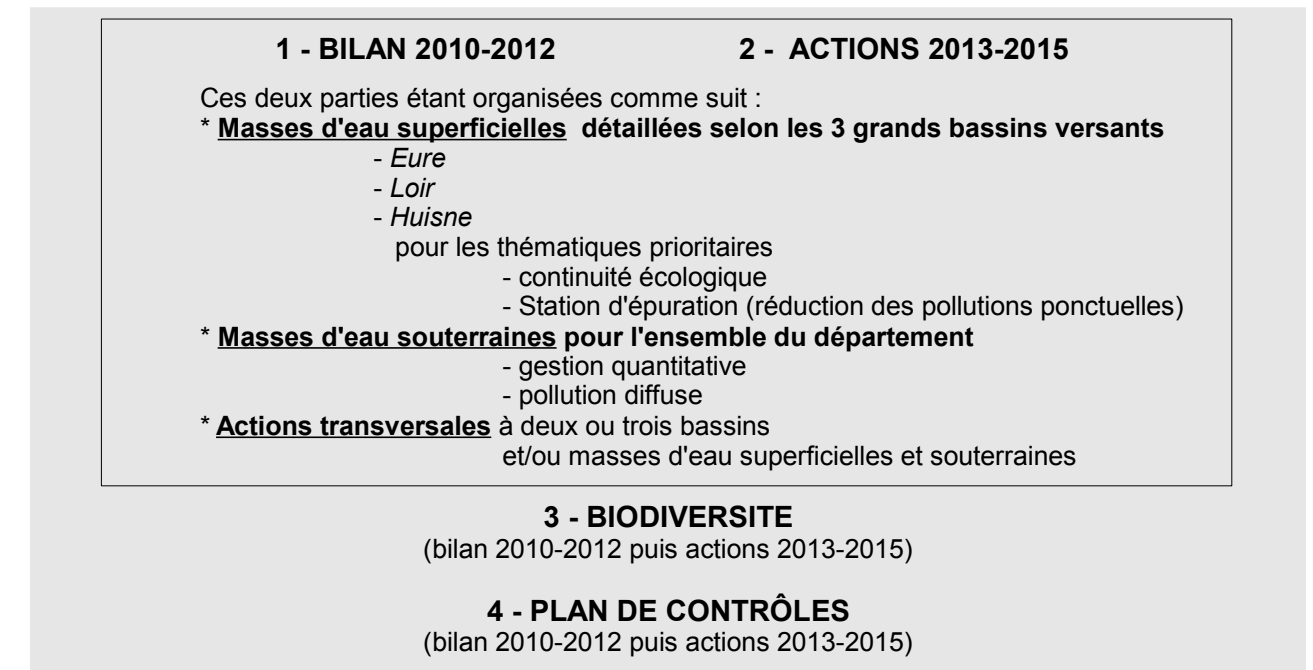 1 - BILAN 2010-2012 2 - ACTIONS 2013-2015
Ces deux parties étant organisées comme suit :
* Masses d'eau superficielles détaillées selon les 3 grands bassins versants
- Eure
- Loir
- Huisne
pour les thématiques prioritaires
- continuité écologique
- Station d'épuration (réduction des pollutions ponctuelles)
* Masses d'eau souterraines pour l'ensemble du département
- gestion quantitative
- pollution diffuse
* Actions transversales à deux ou trois bassins
et/ou masses d'eau superficielles et souterraines
3 - BIODIVERSITE
(bilan 2010-2012 puis actions 2013-2015)
4 - PLAN DE CONTRÔLES
(bilan 2010-2012 puis actions 2013-2015)